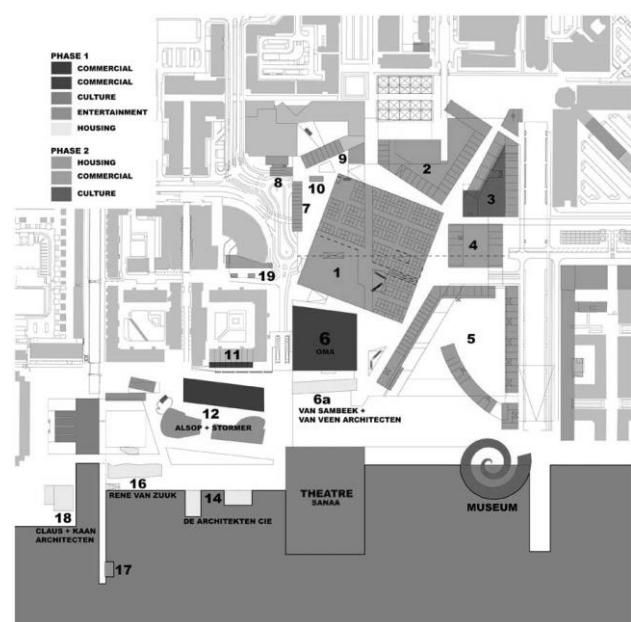 PHASE 1
COMMERCIAL
COMMERCIAL
CULTURE
ENTERTAINMENT
HOUSING
PHASE 2
HOUSING
COMMERCIAL
CULTURE
9
2
8
10
7
3
4
1
19
5
6
OMA
11
6a
VAN SAMBEEK +
VAN VEEN ARCHITECTEN
12
ALSOP + STORMER
16
RENE VAN ZUUK
14
DE ARCHITEKTEN CIE
THEATRE
SANAA
MUSEUM
18
CLAUS + KAAN
ARCHITECTEN
17